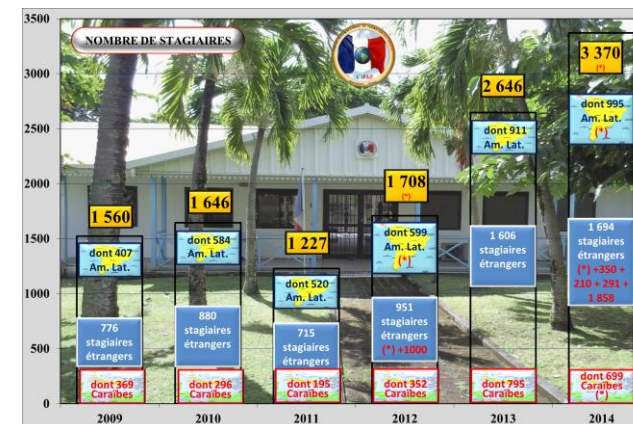 NOMBRE DE STAGIAIRES
3500
3000
2500
2000
1500
1000
500
0
1 560
dont 407
Am. Lat.
776
stagiaires
étrangers
dont 369
Caraïbes
2009
1 646
dont 584
Am. Lat.
880
stagiaires
étrangers
dont 296
Caraïbes
2010
1 227
dont 520
Am. Lat.
715
stagiaires
étrangers
dont 195
Caraïbes
2011
1 708
(*)
dont 599
Am. Lat.
(*)
951
stagiaires
étrangers
(*) +1000
dont 352
Caraïbes
2012
2 646
dont 911
Am. Lat.
1 606
stagiaires
étrangers
dont 795
Caraïbes
2013
3 370
(*)
dont 995
Am. Lat.
(*)
1 694
stagiaires
étrangers
(*) +350 +
210 + 291 +
1 858
dont 699
Caraïbes
(*)
2014